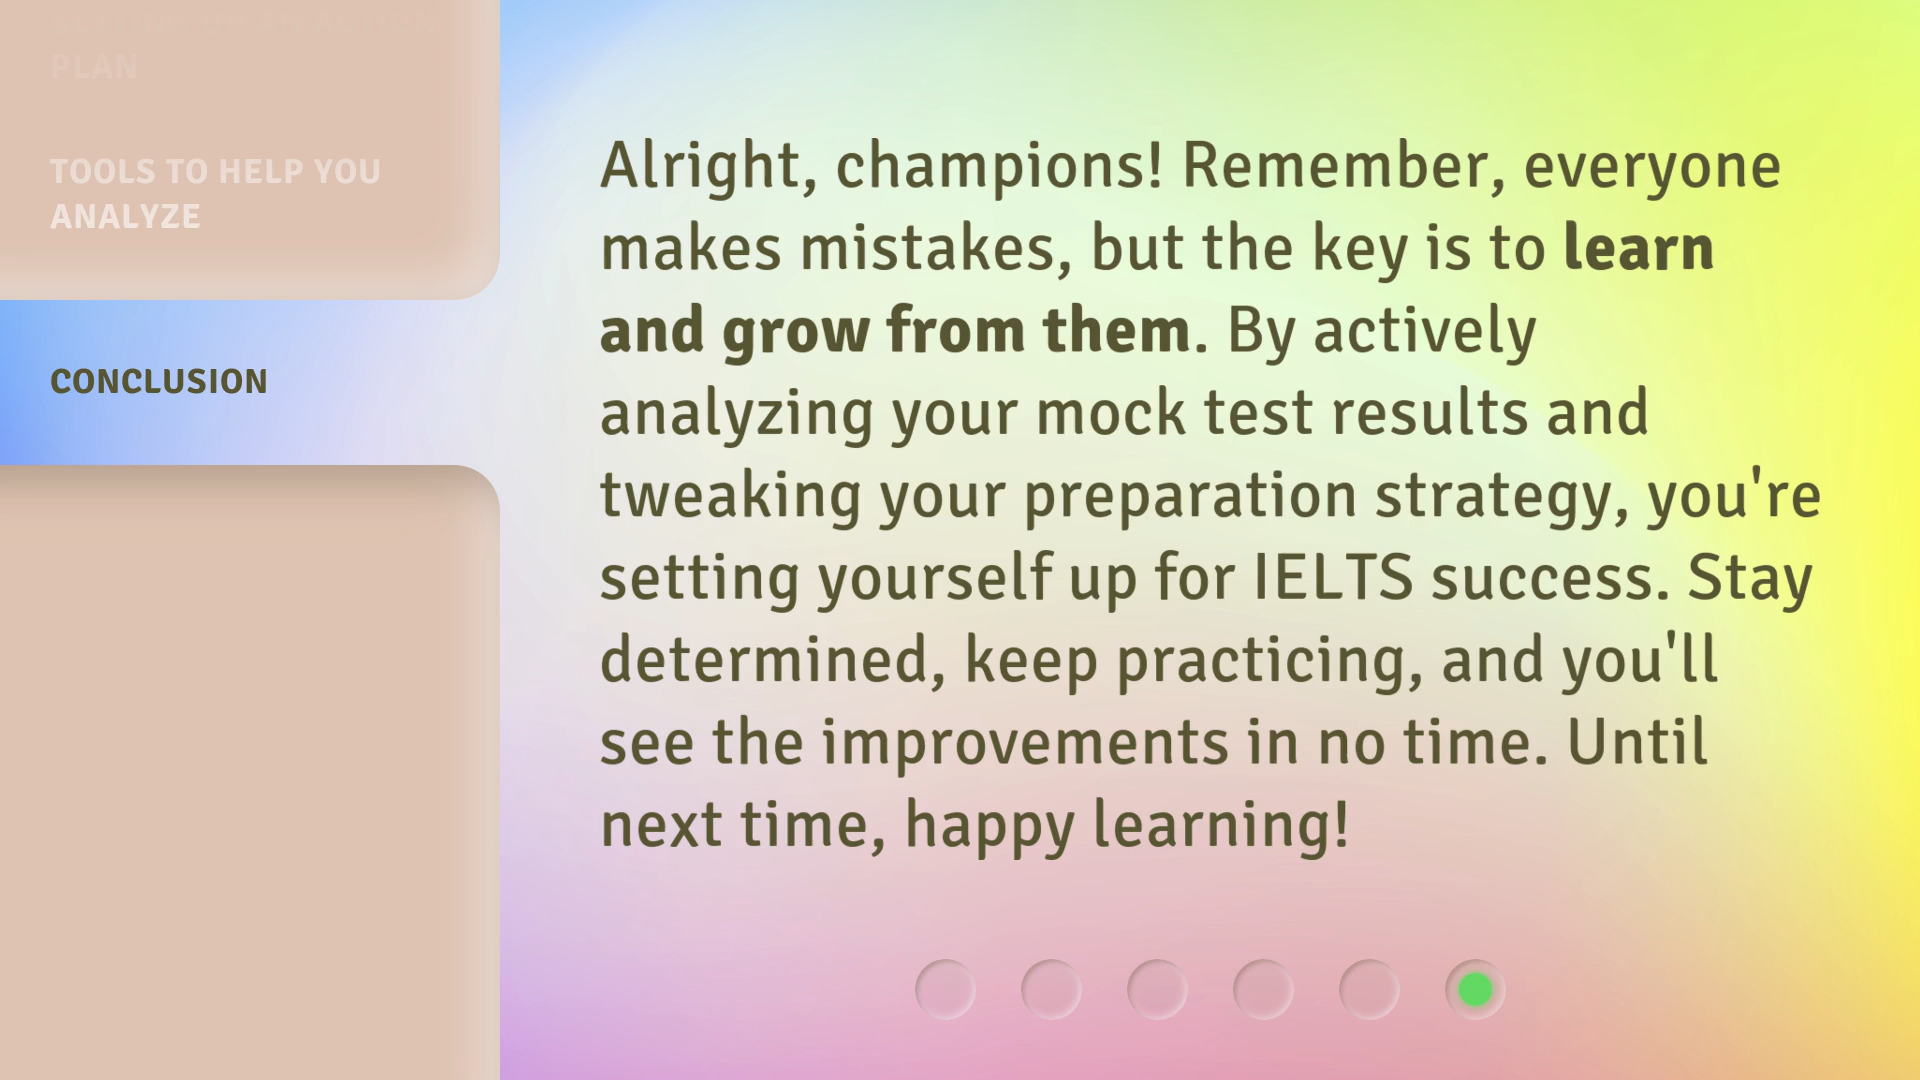 PLAN
TOOLS TO HELP YOU
ANALYZE
CONCLUSION
Alright, champions! Remember, everyone
makes mistakes, but the key is to learn
and grow from them. By actively
analyzing your mock test results and
tweaking your preparation strategy, you're
setting yourself up for IELTS success. Stay
determined, keep practicing, and you'll
see the improvements in no time. Until
next time, happy learning!